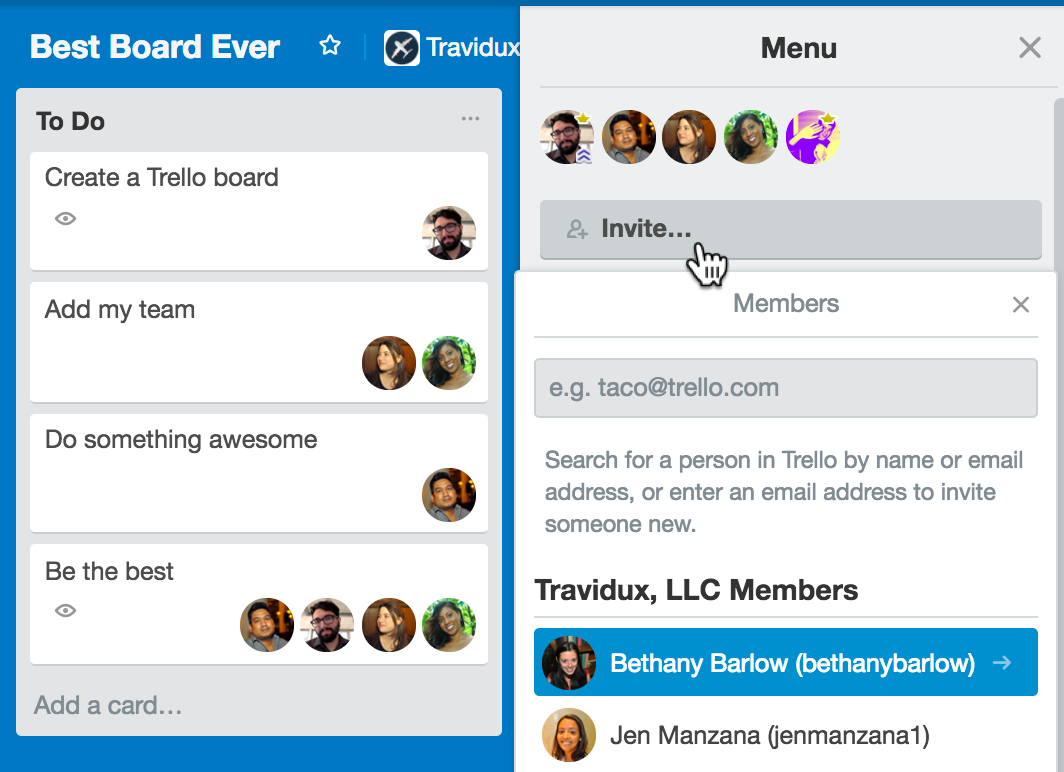 Best Board Ever
Travidux
To Do
Create a Trello board
Add my team
Do something awesome
Be the best
Add a card…
Menu
Invite…
Members
e.g. taco@trello.com
Search for a person in Trello by name or email
address, or enter an email address to invite
someone new.
Travidux, LLC Members
Bethany Barlow (bethanybarlow)
Jen Manzana (jenmanzana1)